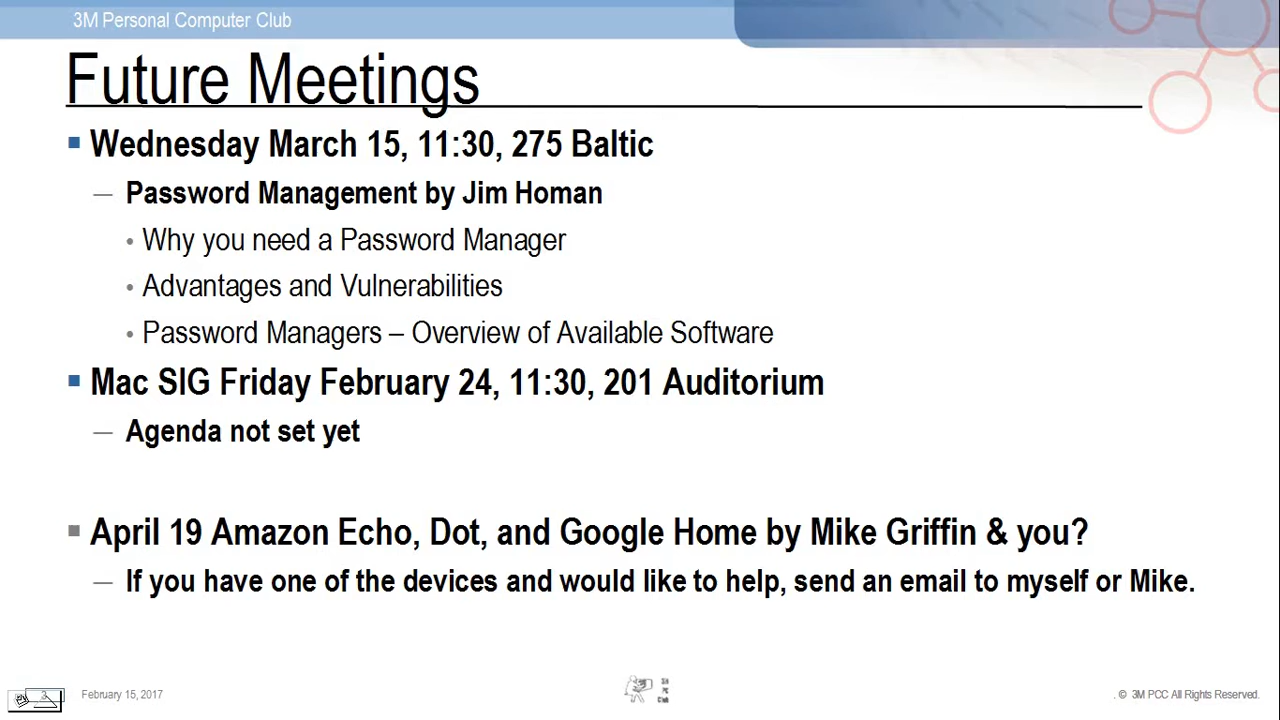 3M Personal Computer Club
Future Meetings
Wednesday March 15, 11:30, 275 Baltic
— Password Management by Jim Homan
• Why you need a Password Manager
• Advantages and Vulnerabilities
• Password Managers – Overview of Available Software
Mac SIG Friday February 24, 11:30, 201 Auditorium
— Agenda not set yet
April 19 Amazon Echo, Dot, and Google Home by Mike Griffin & you?
— If you have one of the devices and would like to help, send an email to myself or Mike.
3
February 15, 2017
. © 3M PCC All Rights Reserved.